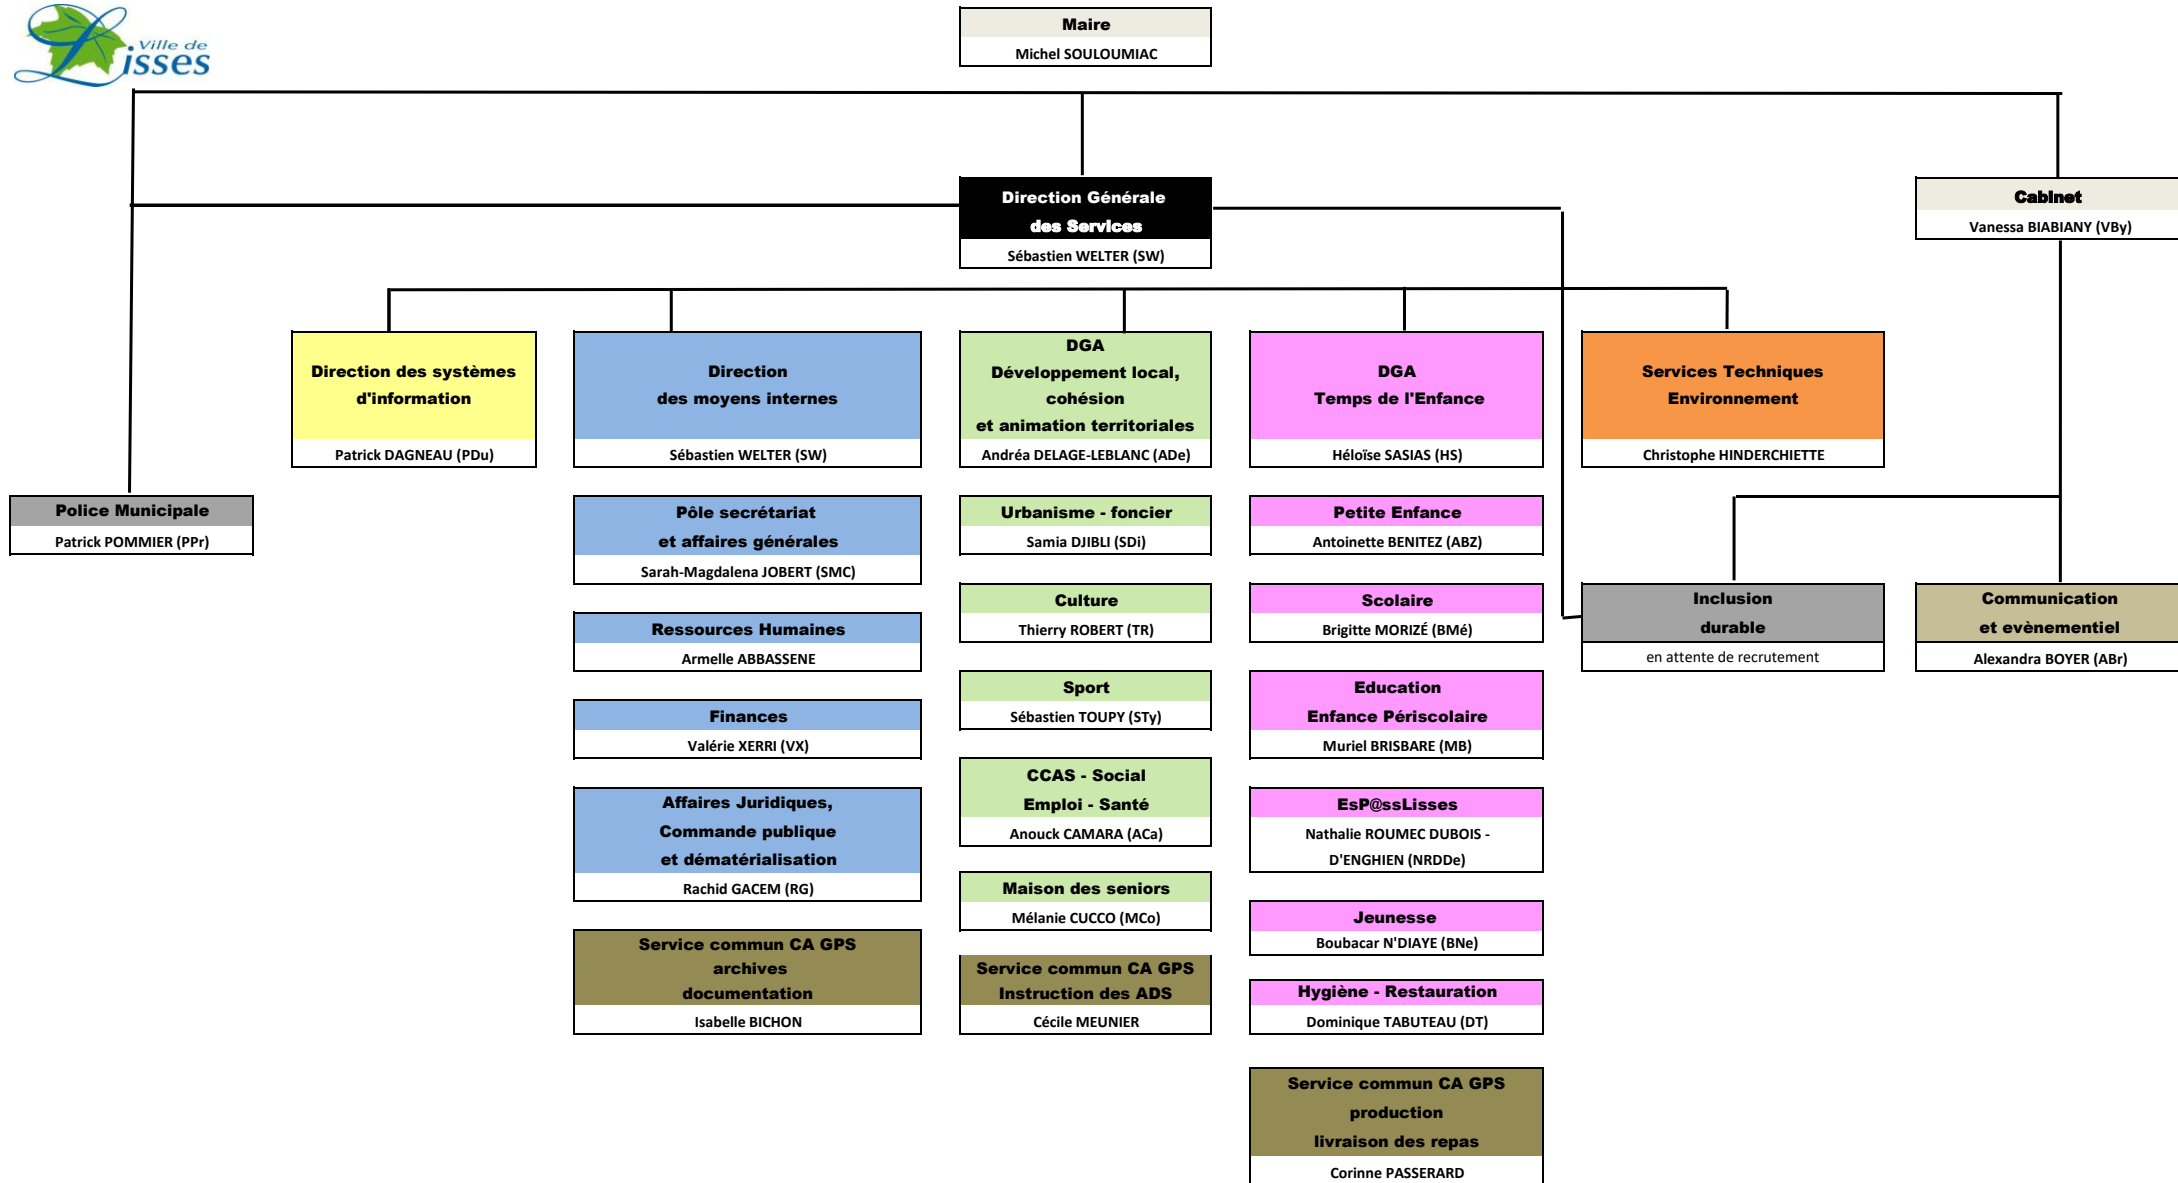 Ville de
Lisses
Maire
Michel SOULOUMIAC
Direction Générale
des Services
Sébastien WELTER (SW)
Cabinet
Vanessa BIABIANY (VBy)
Direction des systèmes
d'information
Patrick DAGNEAU (PDu)
Direction
des moyens internes
Sébastien WELTER (SW)
DGA
Développement local,
cohésion
et animation territoriales
Andréa DELAGE-LEBLANC (ADe)
DGA
Temps de l'Enfance
Héloïse SASIAS (HS)
Services Techniques
Environnement
Christophe HINDERCHIETTE
Police Municipale
Patrick POMMIER (PPr)
Pôle secrétariat
et affaires générales
Sarah-Magdalena JOBERT (SMC)
Ressources Humaines
Armelle ABBASSENE
Finances
Valérie XERRI (VX)
Affaires Juridiques,
Commande publique
et dématérialisation
Rachid GACEM (RG)
Service commun CA GPS
archives
documentation
Isabelle BICHON
Urbanisme - foncier
Samia DJIBLI (SDi)
Culture
Thierry ROBERT (TR)
Sport
Sébastien TOUPY (STy)
CCAS - Social
Emploi - Santé
Anouck CAMARA (ACa)
Maison des seniors
Mélanie CUCCO (MCo)
Service commun CA GPS
Instruction des ADS
Cécile MEUNIER
Petite Enfance
Antoinette BENITEZ (ABZ)
Scolaire
Brigitte MORIZÉ (BMé)
Education
Enfance Périscolaire
Muriel BRISBARE (MB)
EsP@ssLisses
Nathalie ROUMEC DUBOIS -
D'ENGHIEN (NRDDe)
Jeunesse
Boubacar N'DIAYE (BNe)
Hygiène - Restauration
Dominique TABUTEAU (DT)
Service commun CA GPS
production
livraison des repas
Corinne PASSERARD
Inclusion
durable
en attente de recrutement
Communication
et evènementiel
Alexandra BOYER (ABr)